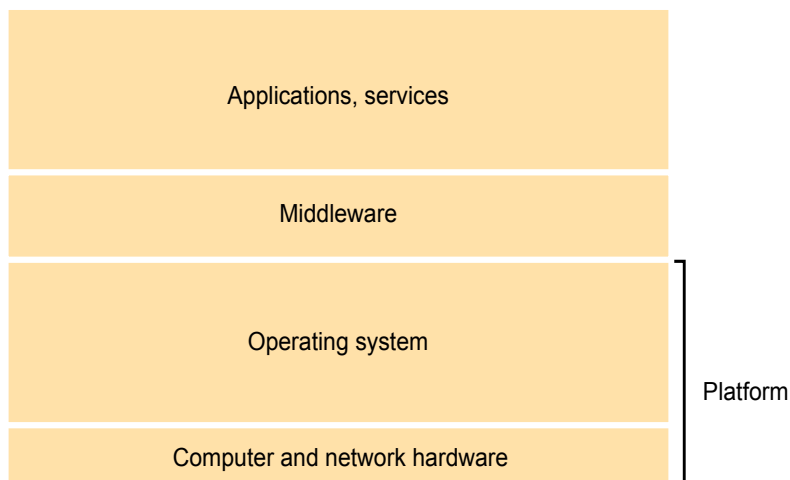 Applications, services
Middleware
Operating system
Platform
Computer and network hardware